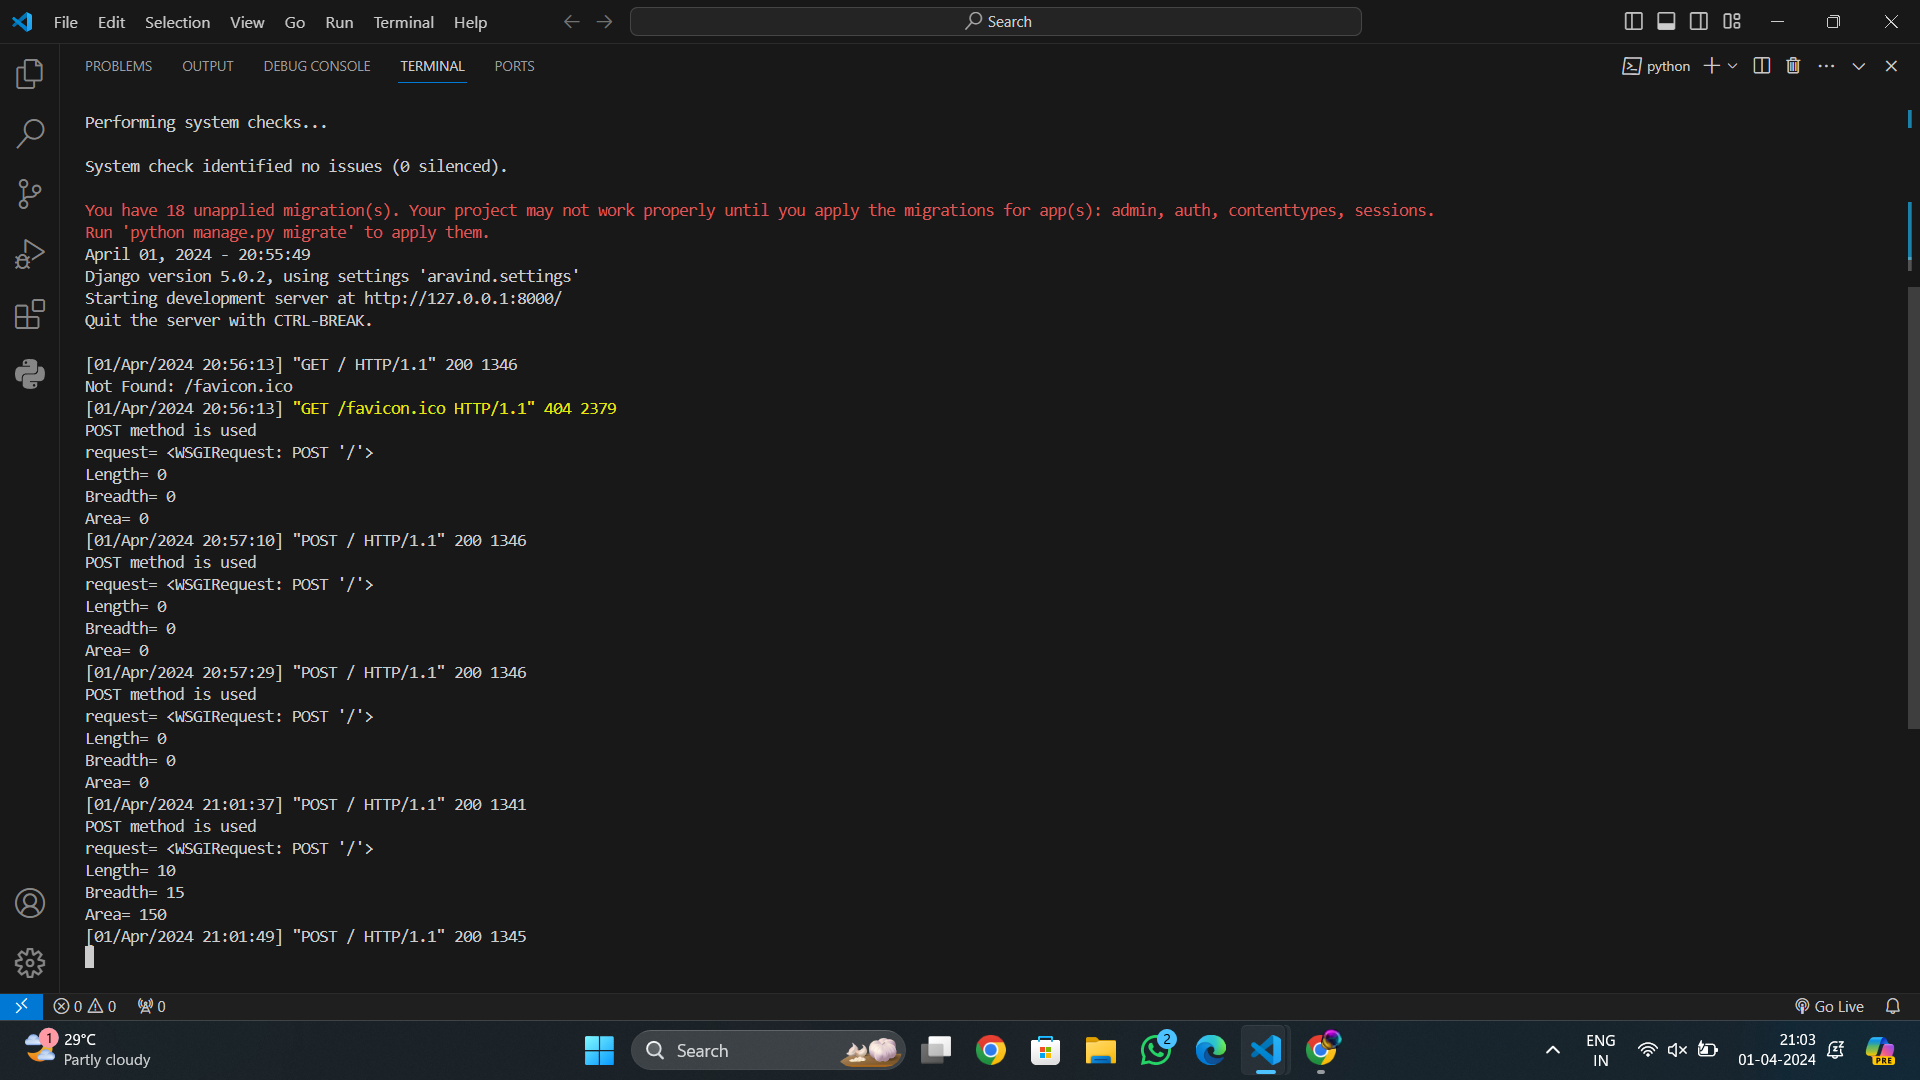 File Edit Selection View Go Run Terminal Help
Search
PROBLEMS OUTPUT DEBUG CONSOLE TERMINAL PORTS
python
Performing system checks...
System check identified no issues (0 silenced).
You have 18 unapplied migration(s). Your project may not work properly until you apply the migrations for app(s): admin, auth, contenttypes, sessions.
Run 'python manage.py migrate' to apply them.
April 01, 2024 - 20:55:49
Django version 5.0.2, using settings 'aravind.settings'
Starting development server at http://127.0.0.1:8000/
Quit the server with CTRL-BREAK.
[01/Apr/2024 20:56:13] "GET / HTTP/1.1" 200 1346
Not Found: /favicon.ico
[01/Apr/2024 20:56:13] "GET /favicon.ico HTTP/1.1" 404 2379
POST method is used
request= <WSGIRequest: POST '/'>
Length= 0
Breadth= 0
Area= 0
[01/Apr/2024 20:57:10] "POST / HTTP/1.1" 200 1346
POST method is used
request= <WSGIRequest: POST '/'>
Length= 0
Breadth= 0
Area= 0
[01/Apr/2024 20:57:29] "POST / HTTP/1.1" 200 1346
POST method is used
request= <WSGIRequest: POST '/'>
Length= 0
Breadth= 0
Area= 0
[01/Apr/2024 21:01:37] "POST / HTTP/1.1" 200 1341
POST method is used
request= <WSGIRequest: POST '/'>
Length= 10
Breadth= 15
Area= 150
[01/Apr/2024 21:01:49] "POST / HTTP/1.1" 200 1345
0 0 0
Go Live
1
29°C
Partly cloudy
Search
2
ENG
IN
21:03
01-04-2024
PRE